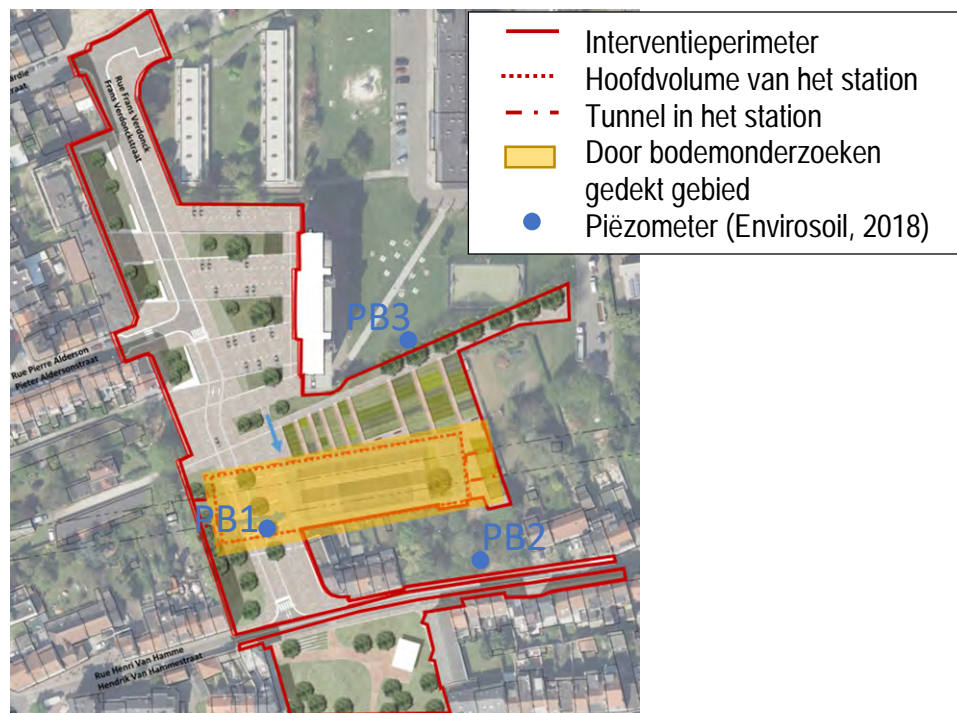 Interventieperimeter
Hoofdvolume van het station
Tunnel in het station
Door bodemonderzoeken
gedekt gebied
Piëzometer (Envirosoil, 2018)
Rue Frans Verdonck
Frans Verdonckstraat
Rue Pierre Alderson
Pieter Aldersonstraat
PB3
PB1
PB2
Rue Henri Van Hamme
Hendrik Van Hammestraat